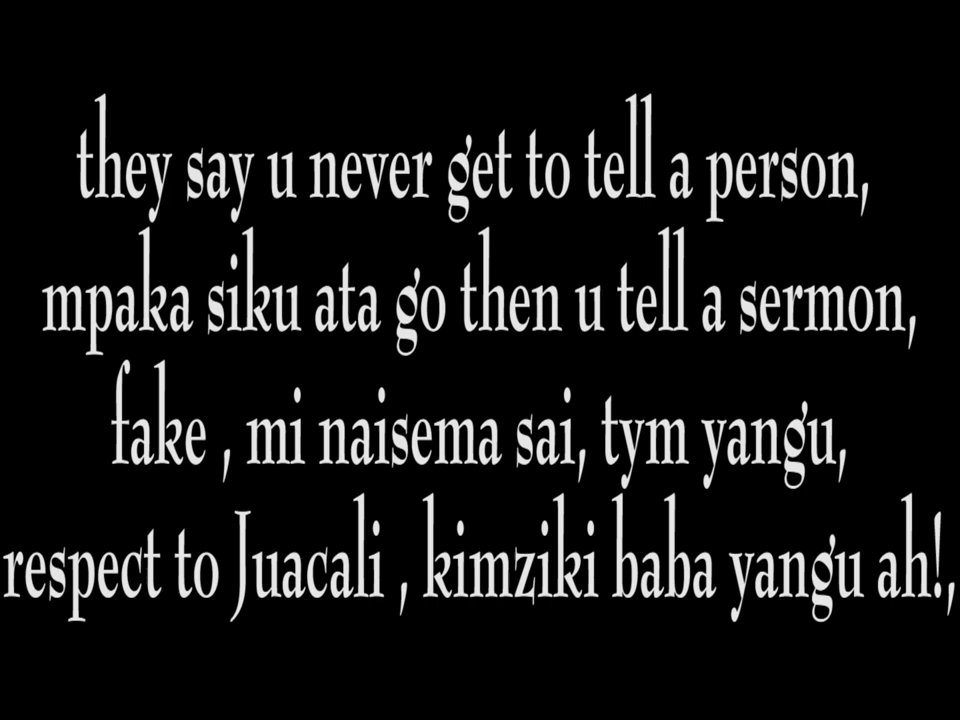 they say u never get to tell a person,
mpaka siku ata go then u tell a sermon,
fake , mi naisema sai, tym yangu,
respect to Juacali , kimziki baba yangu ah!,